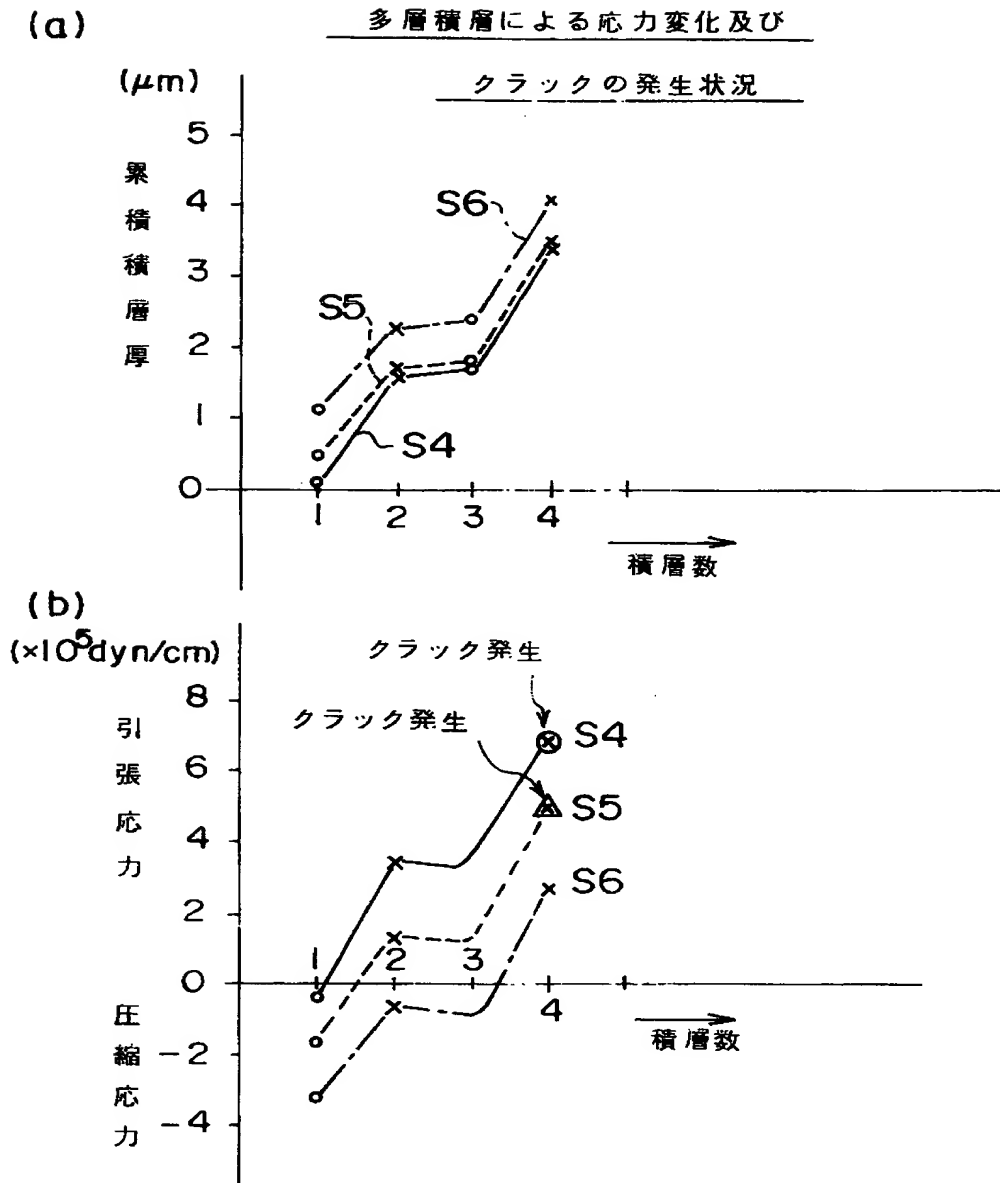 (a)
多層積層による応力変化及び
クラックの発生状況
(μm)
累積積層厚
5
4
3
2
1
0
S6
S5
S4
1 2 3 4
積層数
(b)
(×10⁵dyn/cm)
引張応力
圧縮応力
8
6
4
2
0
-2
-4
クラック発生
クラック発生
S4
S5
S6
1 2 3 4
積層数